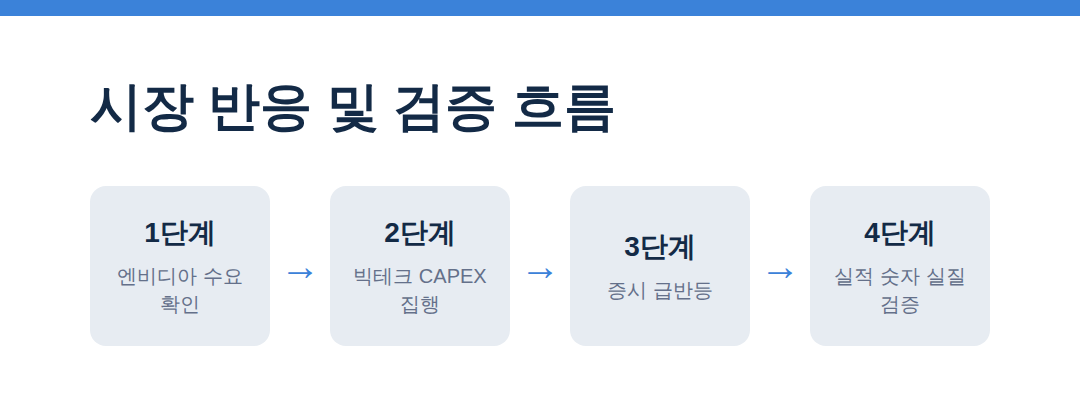 시장 반응 및 검증 흐름
1단계
엔비디아 수요
확인
→
2단계
빅테크 CAPEX
집행
→
3단계
증시 급반등
→
4단계
실적 숫자 실질
검증